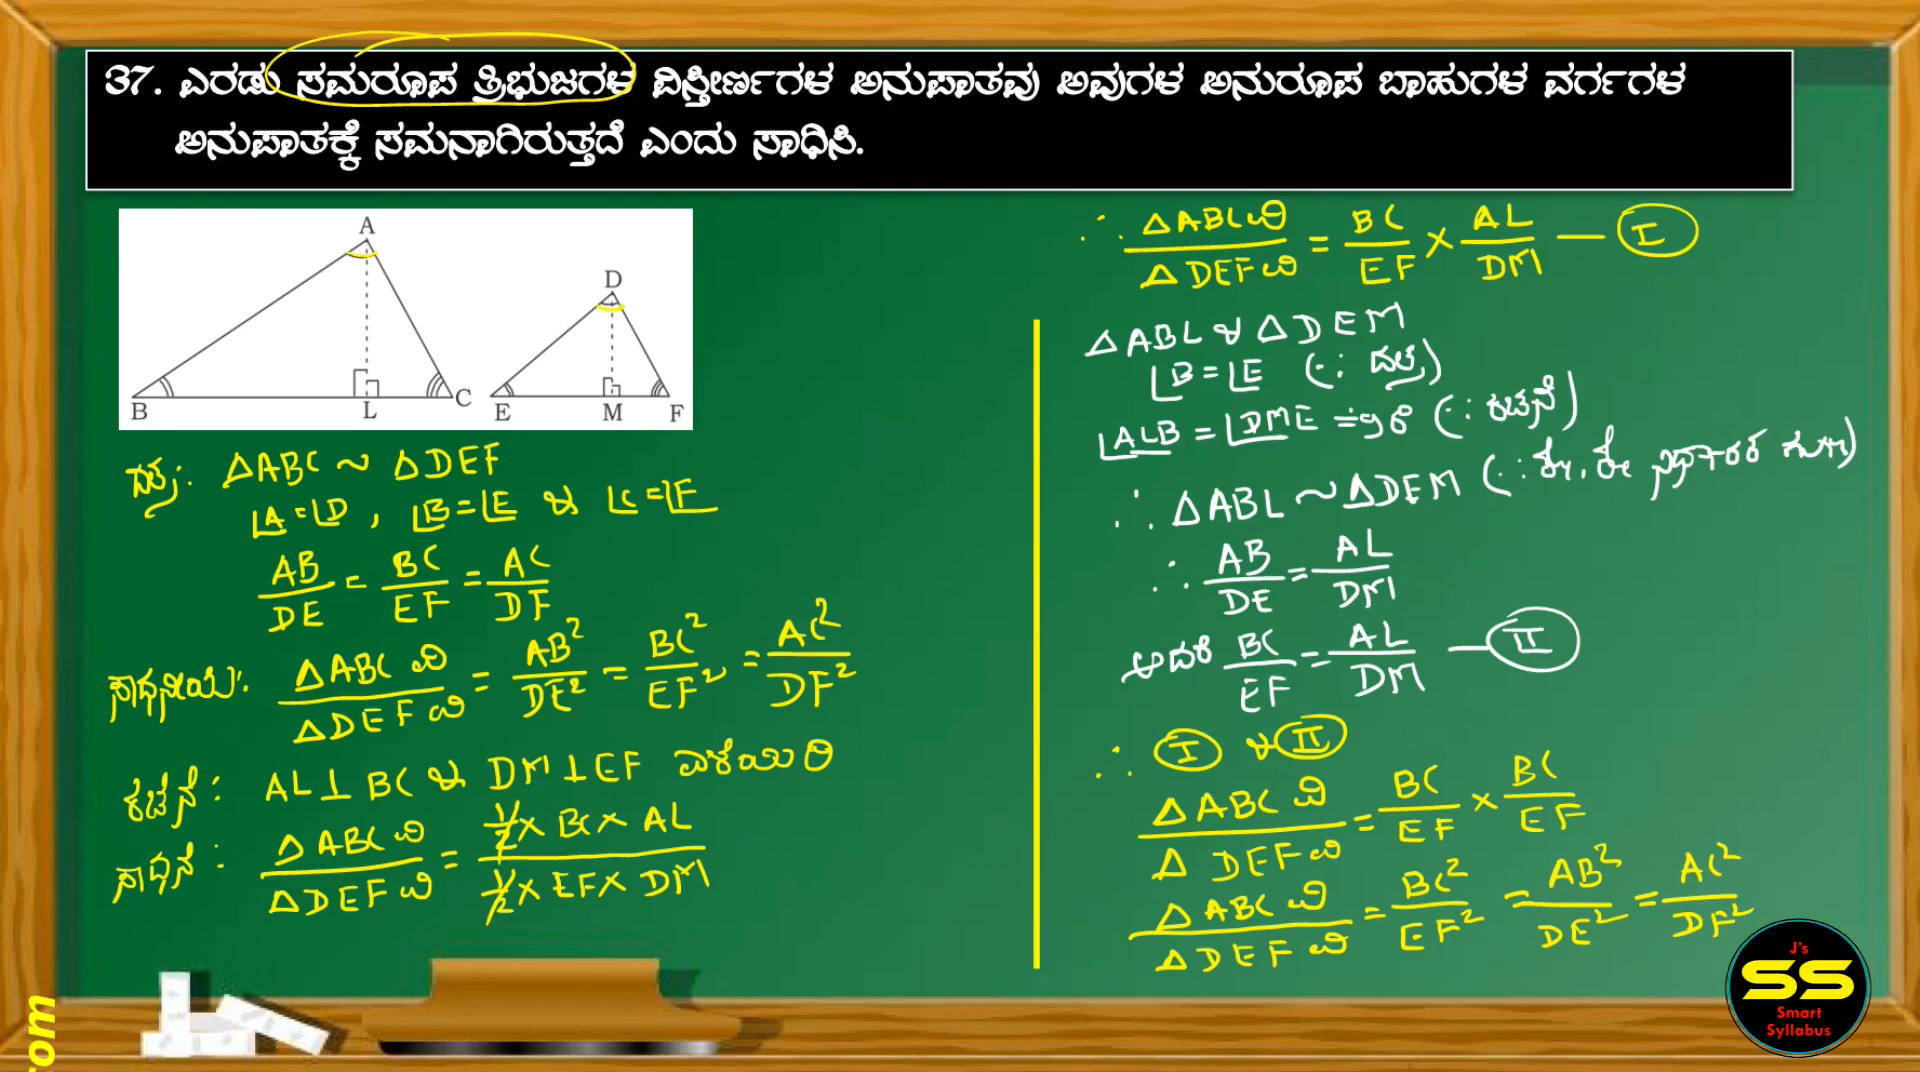 37. ಎರಡು ಸಮರೂಪ ತ್ರಿಭುಜಗಳ ವಿಸ್ತೀರ್ಣಗಳ ಅನುಪಾತವು ಅವುಗಳ ಅನುರೂಪ ಬಾಹುಗಳ ವರ್ಗಗಳ
ಅನುಪಾತಕ್ಕೆ ಸಮನಾಗಿರುತ್ತದೆ ಎಂದು ಸಾಧಿಸಿ.
A
B L C
D
E M F
ದತ್ತ: ΔABC ~ ΔDEF
∠A = ∠D, ∠B = ∠E & ∠C = ∠F
AB/DE = BC/EF = AC/DF
ಸಾಧನೀಯ: ΔABC ವಿ/ΔDEF ವಿ = AB²/DE² = BC²/EF² = AC²/DF²
ರಚನೆ: AL⊥BC & DM⊥EF ಎಳೆಯಿರಿ
ಸಾಧನೆ: ΔABC ವಿ/ΔDEF ವಿ = ½ × BC × AL/½ × EF × DM
∴ ΔABC ವಿ/ΔDEF ವಿ = BC/EF × AL/DM — I
ΔABL & ΔDEM
∠B = ∠E (∵ ದತ್ತ)
∠ALB = ∠DME = 90° (∵ ರಚನೆ)
∴ ΔABL ~ ΔDEM (∵ ಕೋ.ಕೋ ನಿರ್ಧಾರಕ ಗುಣ)
∴ AB/DE = AL/DM
ಆದರೆ BC/EF = AL/DM — II
∴ I & II
ΔABC ವಿ/ΔDEF ವಿ = BC/EF × BC/EF
ΔABC ವಿ/ΔDEF ವಿ = BC²/EF² = AB²/DE² = AC²/DF²
J's
SS
Smart
Syllabus
com